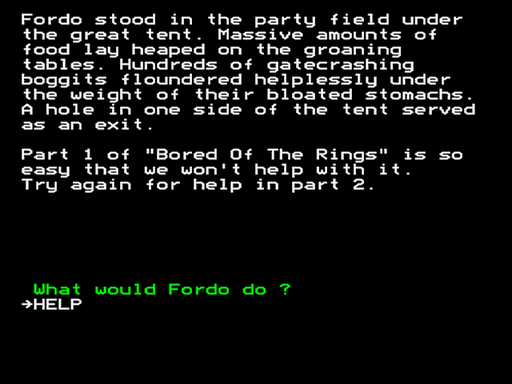 Fordo stood in the party field under
the great tent. Massive amounts of
food lay heaped on the groaning
tables. Hundreds of gatecrashing
boggits floundered helplessly under
the weight of their bloated stomachs.
A hole in one side of the tent served
as an exit.
Part 1 of "Bored Of The Rings" is so
easy that we won't help with it.
Try again for help in part 2.
What would Fordo do ?
→HELP